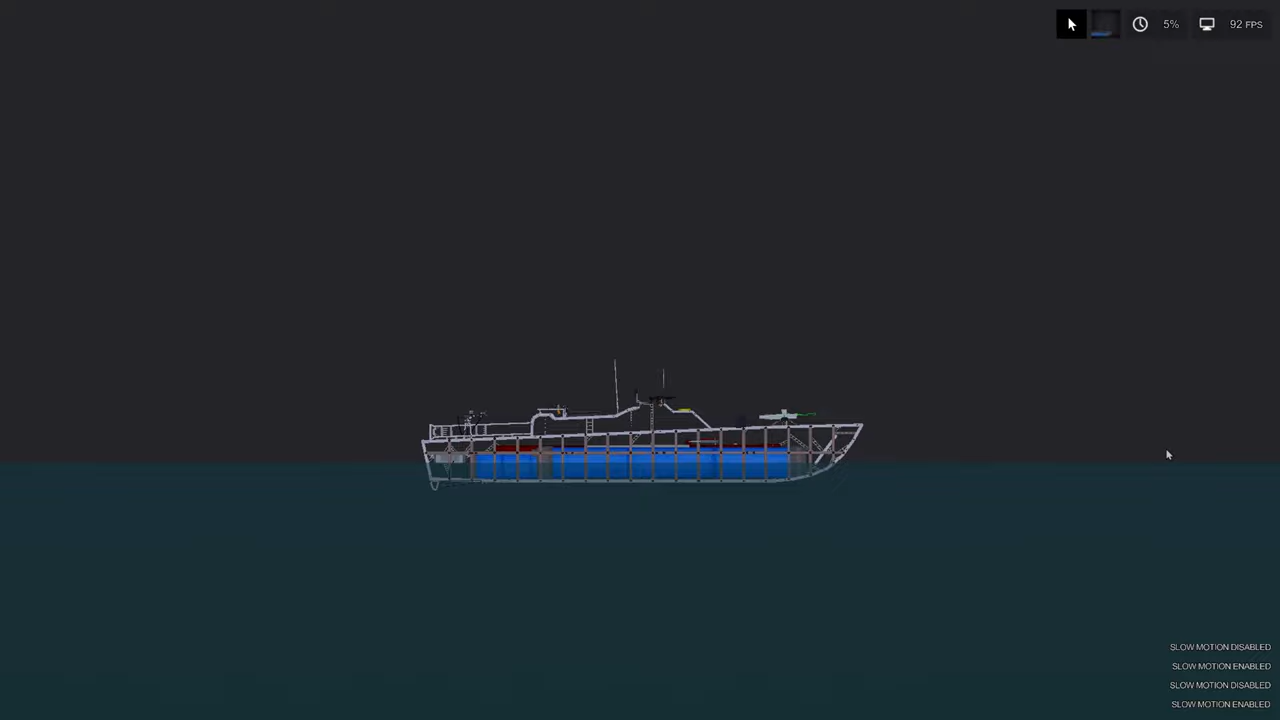 5%
92 FPS
SLOW MOTION DISABLED
SLOW MOTION ENABLED
SLOW MOTION DISABLED
SLOW MOTION ENABLED